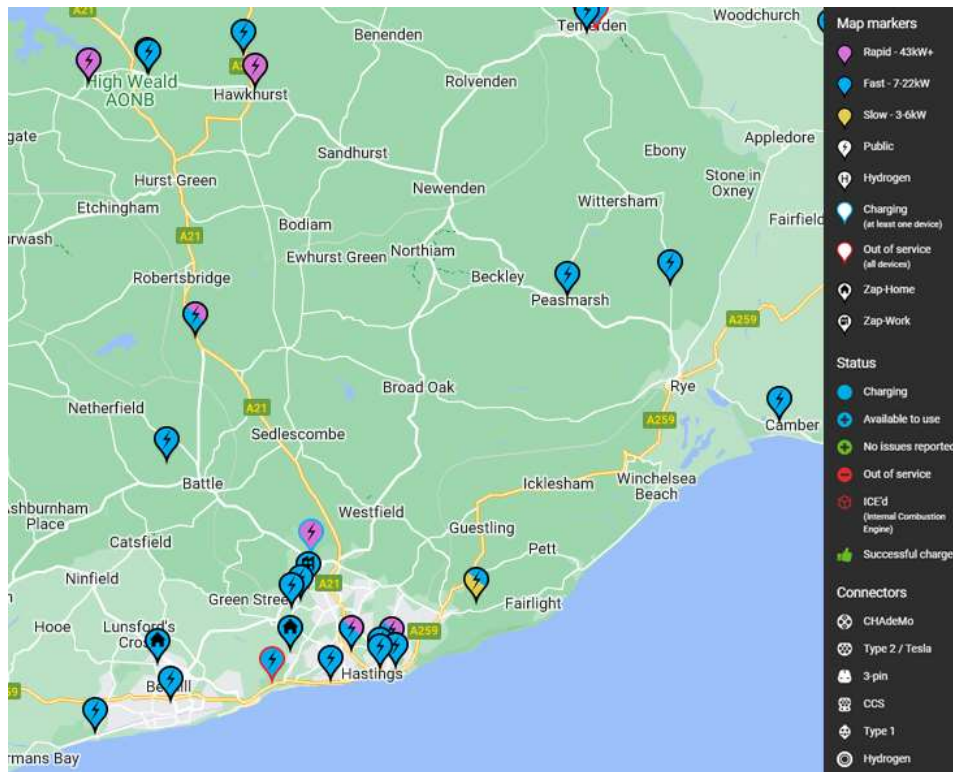 Tenterden
Woodchurch
Benenden
High Weald
AONB
Rolvenden
Hawkhurst
Appledore
gate
Sandhurst
Ebony
Stone in
Oxney
Hurst Green
Newenden
Etchingham
Wittersham
Bodiam
Fairfield
urwash
A21
Northiam
Ewhurst Green
Robertsbridge
Beckley
Peasmarsh
A259
Broad Oak
Rye
Netherfield
A21
A259
Camber
Sedlescombe
Battle
Icklesham
Winchelsea
Beach
Ashburnham
Place
Westfield
Guestling
Catsfield
Pett
Ninfield
A21
Green Street
Fairlight
Hooe
Lunsford's
Cross
A259
Hastings
59
rmans Bay
Map markers
Rapid - 43kW+
Fast - 7-22kW
Slow - 3-6kW
Public
Hydrogen
Charging
(at least one device)
Out of service
(all devices)
Zap-Home
Zap-Work
Status
Charging
Available to use
No issues reported
Out of service
ICE'd
(Internal Combustion
Engine)
Successful charge
Connectors
CHAdeMo
Type 2 / Tesla
3-pin
CCS
Type 1
Hydrogen